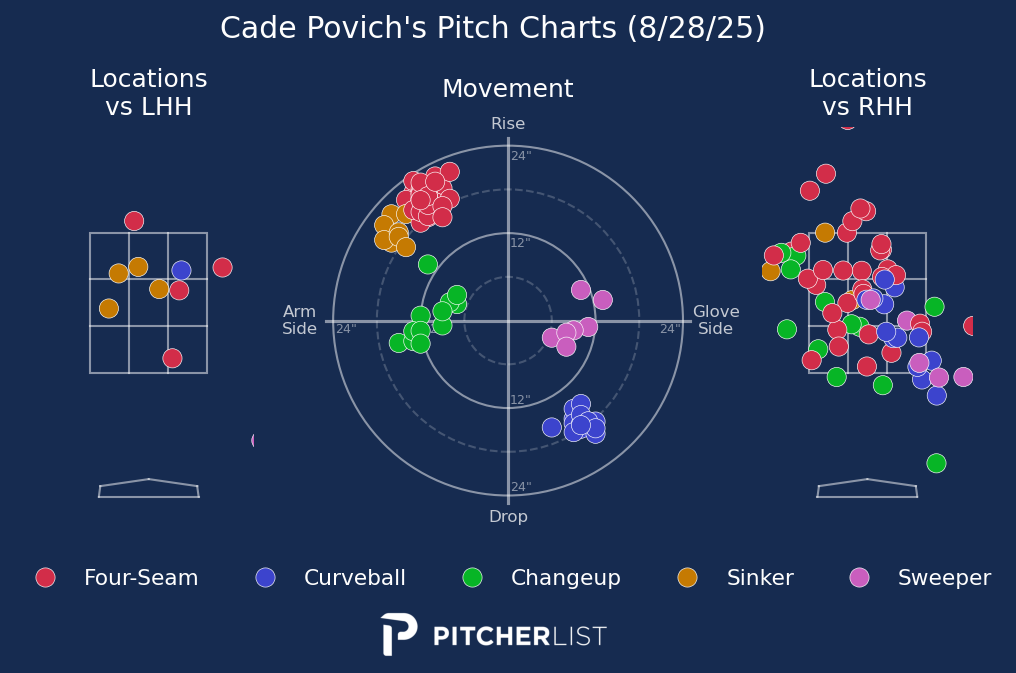 Cade Povich's Pitch Charts (8/28/25)
Locations
vs LHH
Movement
Locations
vs RHH
Rise
24"
12"
Arm
Side
24"
24"
Glove
Side
12"
24"
Drop
Four-Seam
Curveball
Changeup
Sinker
Sweeper
PITCHERLIST